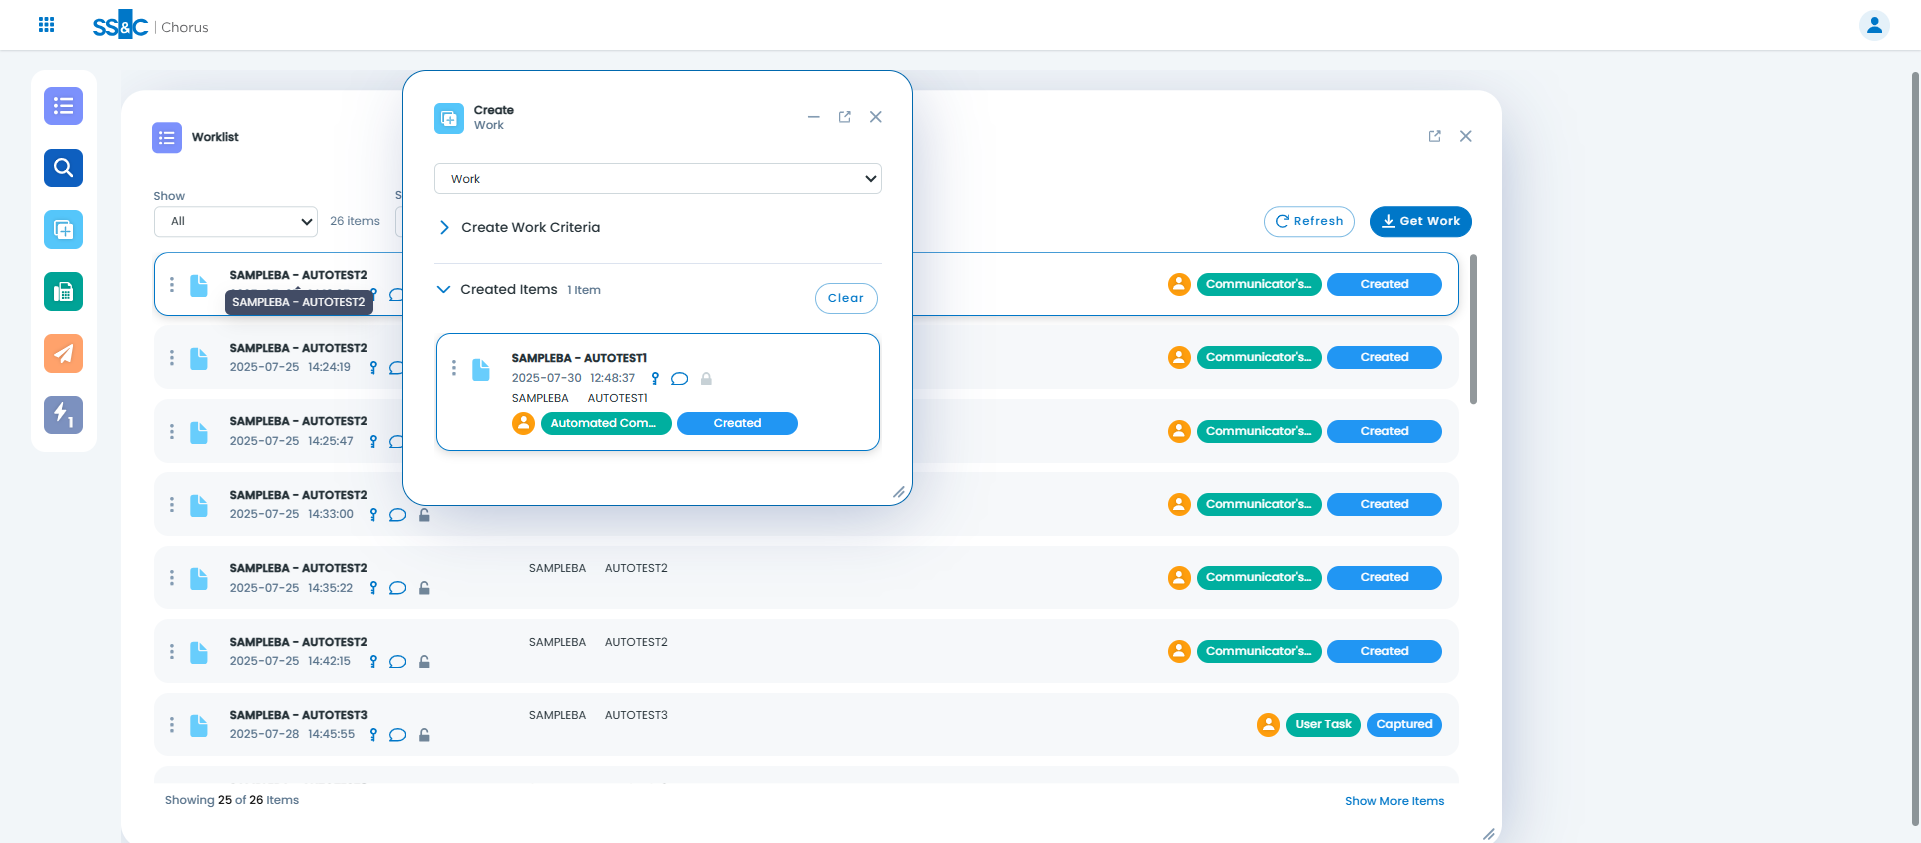 SS&C | Chorus
Worklist
Show
All
26 items
S
Refresh
Get Work
SAMPLEBA - AUTOTEST2
SAMPLEBA - AUTOTEST2
Communicator's...
Created
SAMPLEBA - AUTOTEST2
2025-07-25 14:24:19
Communicator's...
Created
SAMPLEBA - AUTOTEST2
2025-07-25 14:25:47
Communicator's...
Created
SAMPLEBA - AUTOTEST2
2025-07-25 14:33:00
Communicator's...
Created
SAMPLEBA - AUTOTEST2
2025-07-25 14:35:22
SAMPLEBA AUTOTEST2
Communicator's...
Created
SAMPLEBA - AUTOTEST2
2025-07-25 14:42:15
SAMPLEBA AUTOTEST2
Communicator's...
Created
SAMPLEBA - AUTOTEST3
2025-07-28 14:45:55
SAMPLEBA AUTOTEST3
User Task
Captured
Showing 25 of 26 Items
Show More Items
Create
Work
Work
Create Work Criteria
Created Items 1 Item
Clear
SAMPLEBA - AUTOTEST1
2025-07-30 12:48:37
SAMPLEBA AUTOTEST1
Automated Com...
Created
1